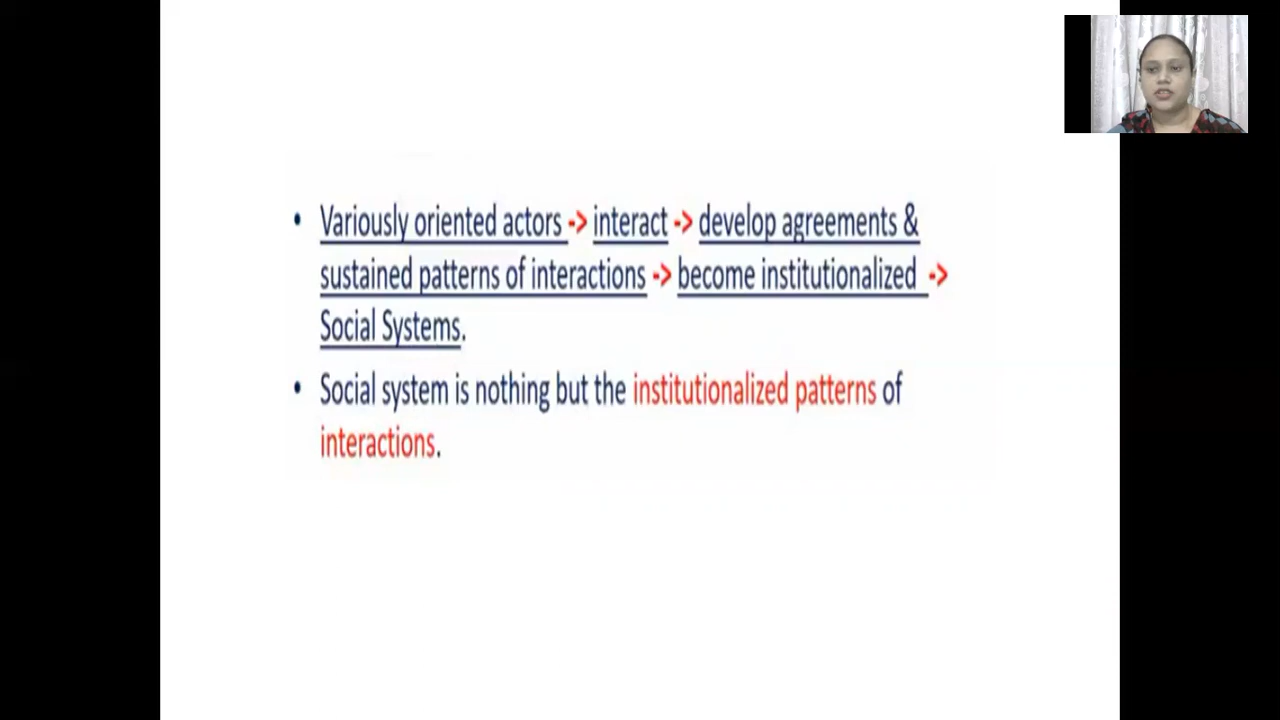 • Variously oriented actors -> interact -> develop agreements &
sustained patterns of interactions -> become institutionalized ->
Social Systems.
• Social system is nothing but the institutionalized patterns of
interactions.